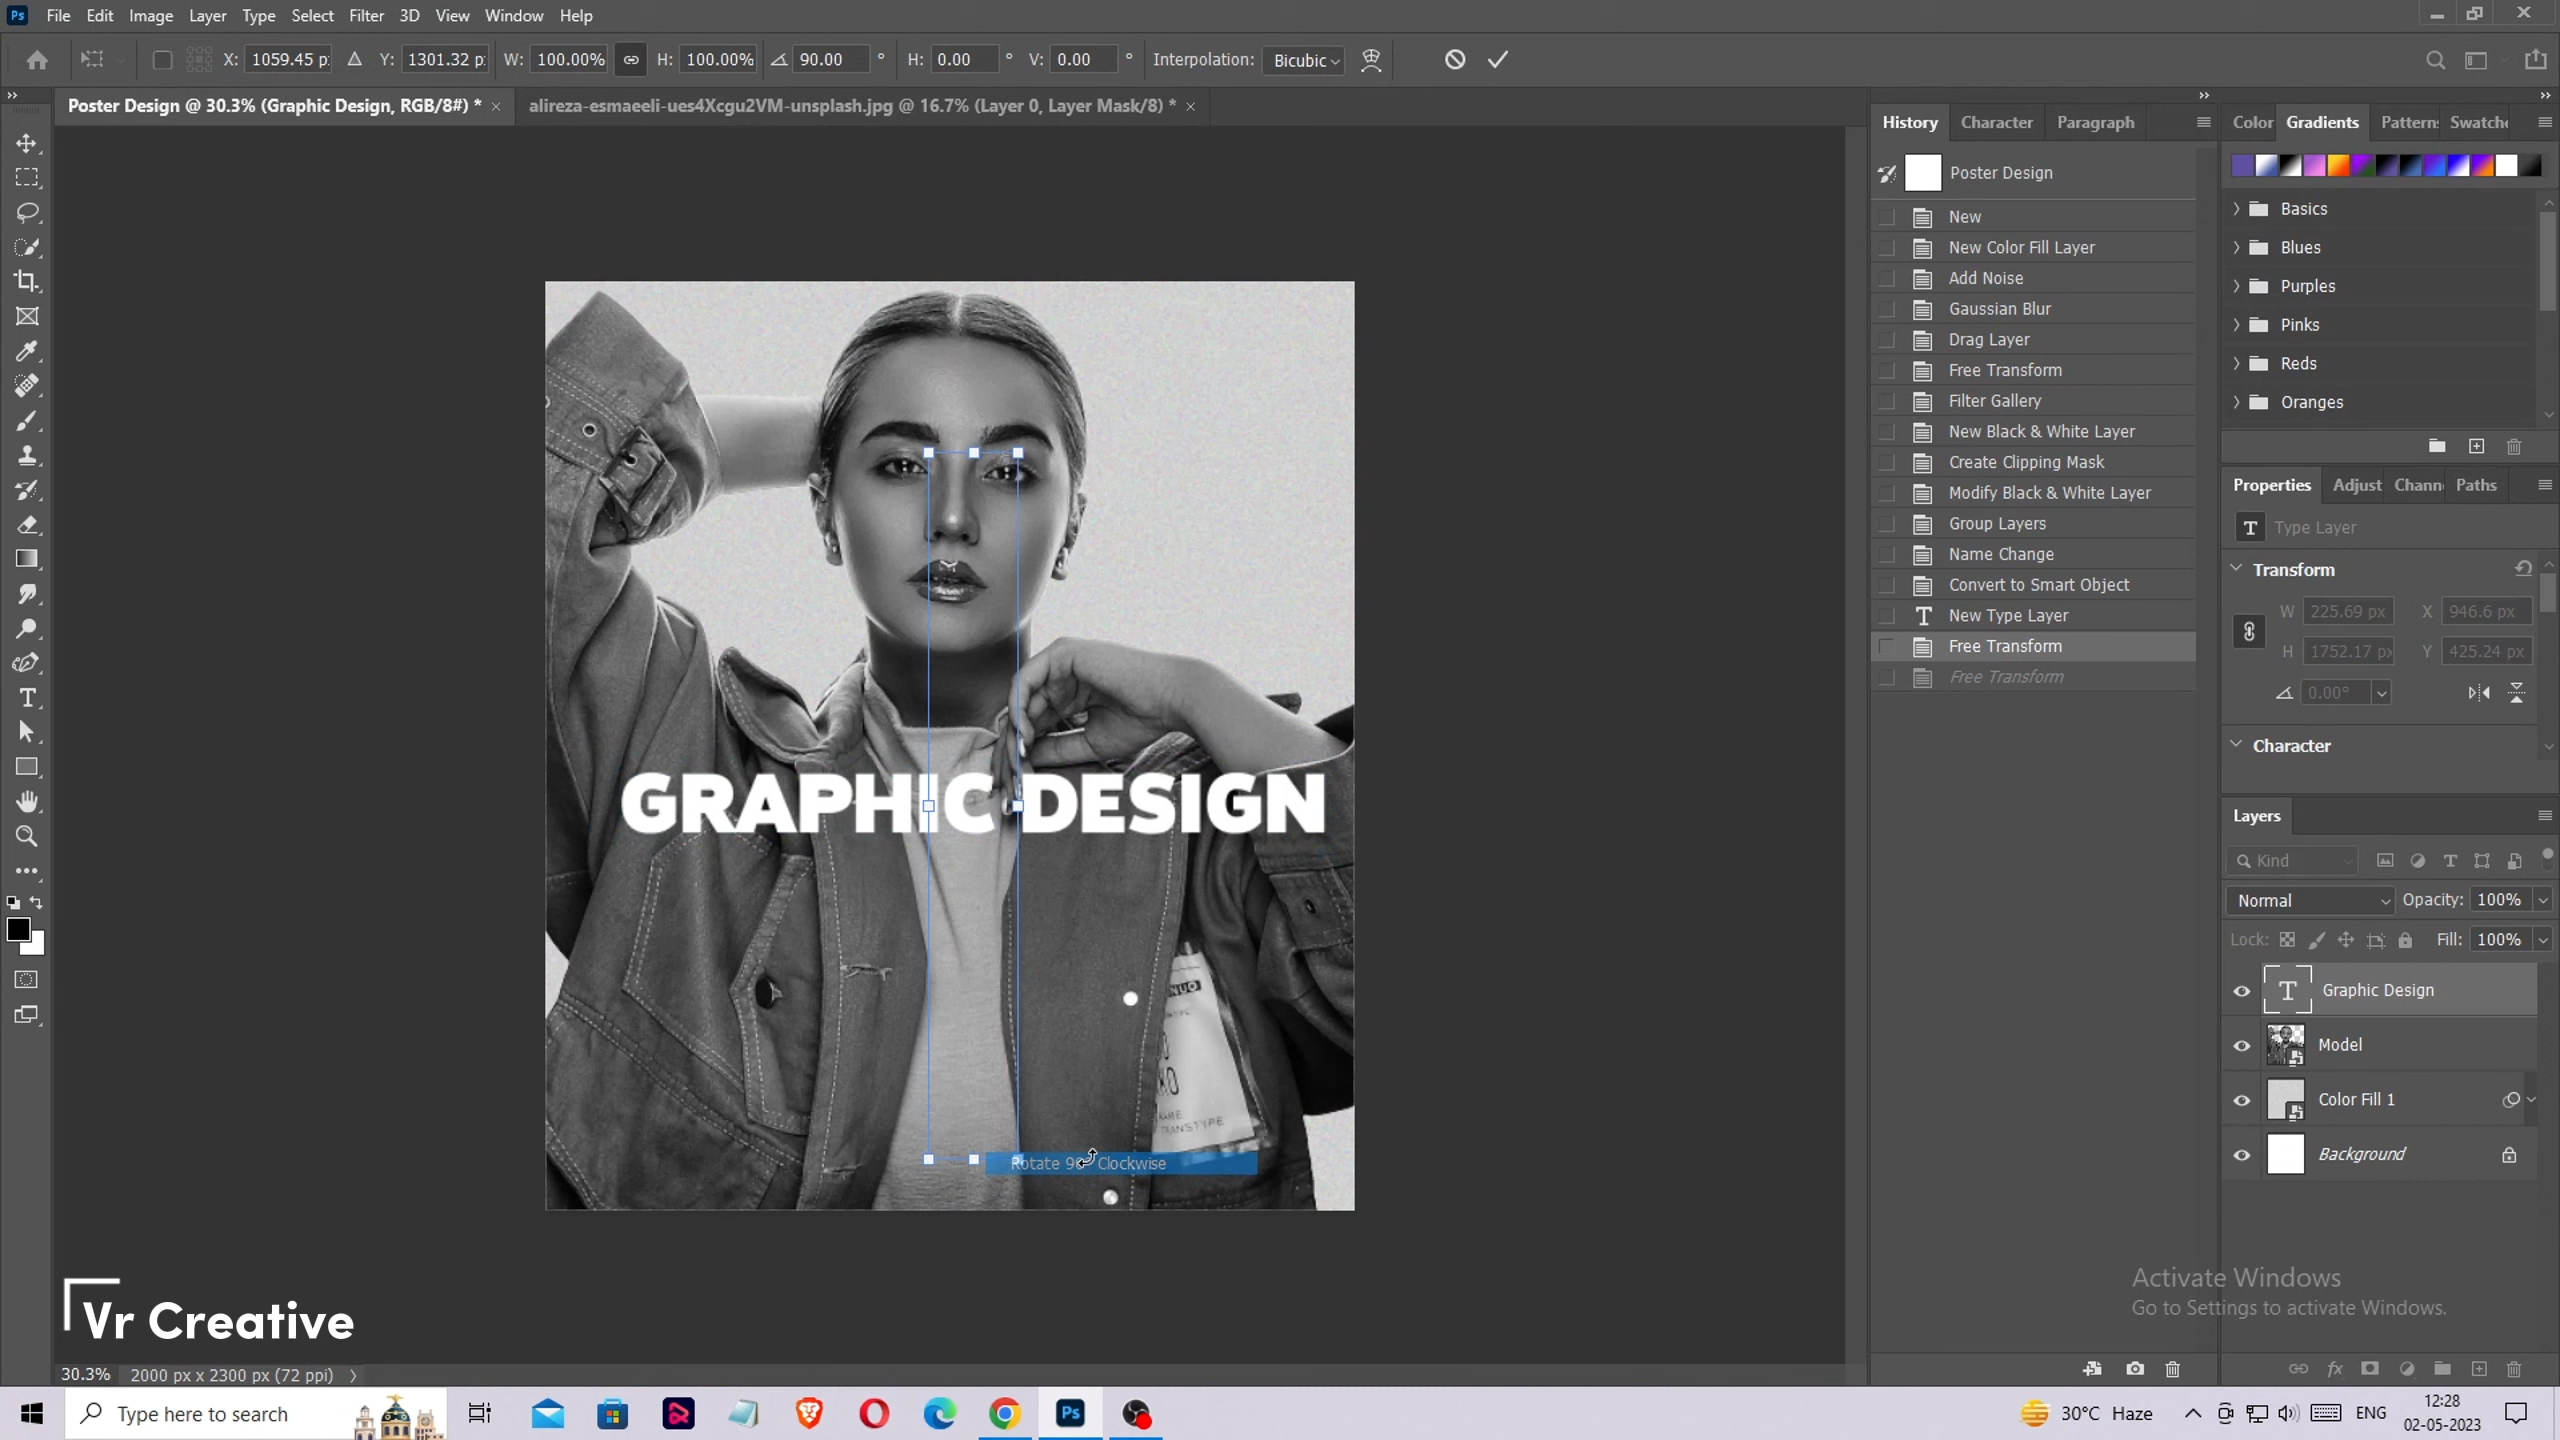 Ps File Edit Image Layer Type Select Filter 3D View Window Help
X: 1059.45 p: Y: 1301.32 p: W: 100.00% H: 100.00% 90.00 ° H: 0.00 ° V: 0.00 ° Interpolation: Bicubic
Poster Design @ 30.3% (Graphic Design, RGB/8#) * × alireza-esmaeeli-ues4Xcgu2VM-unsplash.jpg @ 16.7% (Layer 0, Layer Mask/8) * ×
History Character Paragraph
Poster Design
New
New Color Fill Layer
Add Noise
Gaussian Blur
Drag Layer
Free Transform
Filter Gallery
New Black & White Layer
Create Clipping Mask
Modify Black & White Layer
Group Layers
Name Change
Convert to Smart Object
New Type Layer
Free Transform
Free Transform
Color Gradients Pattern: Swatche
Basics
Blues
Purples
Pinks
Reds
Oranges
Properties Adjust Chann Paths
T Type Layer
Transform
W 225.69 px X 946.6 px
H 1752.17 px Y 425.24 px
0.00°
Character
Layers
Kind
Normal Opacity: 100%
Lock: Fill: 100%
T Graphic Design
Model
Color Fill 1
Background
GRAPHIC DESIGN
NAME
TRANSTYPE
Rotate 90° Clockwise
Vr Creative
Activate Windows
Go to Settings to activate Windows.
30.3% 2000 px x 2300 px (72 ppi)
Type here to search
Ps
30°C Haze
ENG
12:28
02-05-2023